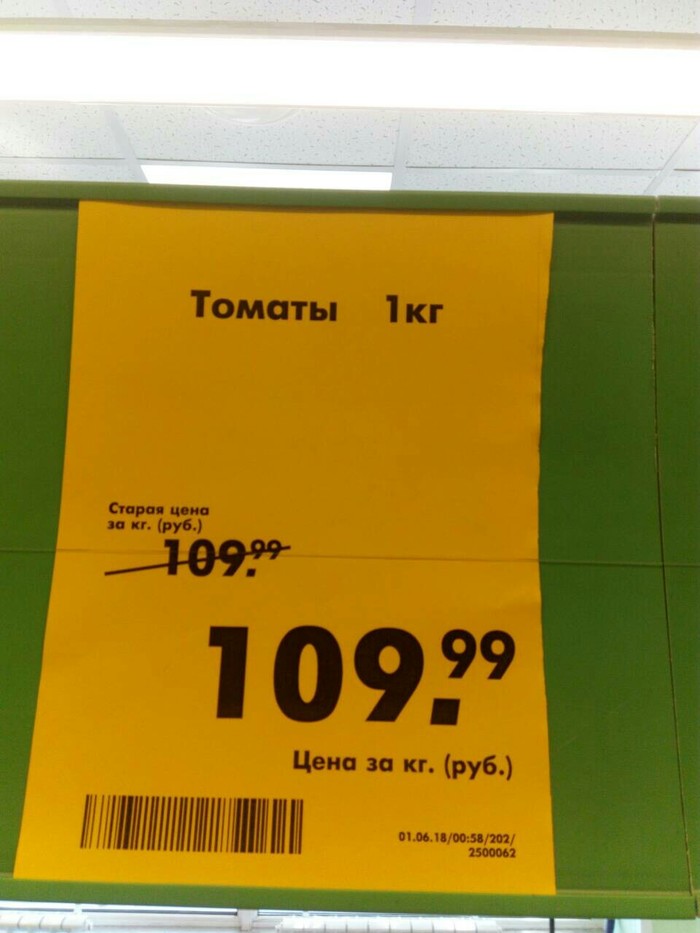 Томаты 1кг
Старая цена
за кг. (руб.)
109.99
109.99
Цена за кг. (руб.)
01.06.18/00:58/202/
2500062